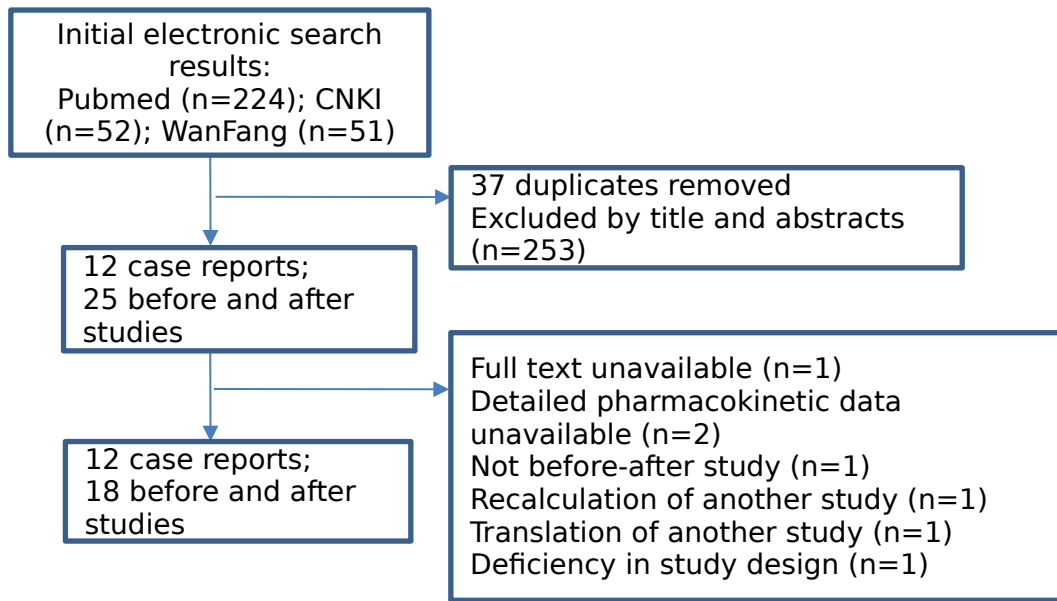 Initial electronic search
results:
Pubmed (n=224); CNKI
(n=52); WanFang (n=51)
37 duplicates removed
Excluded by title and abstracts
(n=253)
12 case reports;
25 before and after
studies
Full text unavailable (n=1)
Detailed pharmacokinetic data
unavailable (n=2)
Not before-after study (n=1)
Recalculation of another study (n=1)
Translation of another study (n=1)
Deficiency in study design (n=1)
12 case reports;
18 before and after
studies